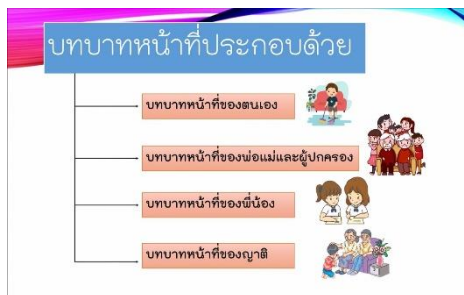 บทบาทหน้าที่ประกอบด้วย
บทบาทหน้าที่ของตนเอง
บทบาทหน้าที่ของพ่อแม่และผู้ปกครอง
บทบาทหน้าที่ของพี่น้อง
บทบาทหน้าที่ของญาติ